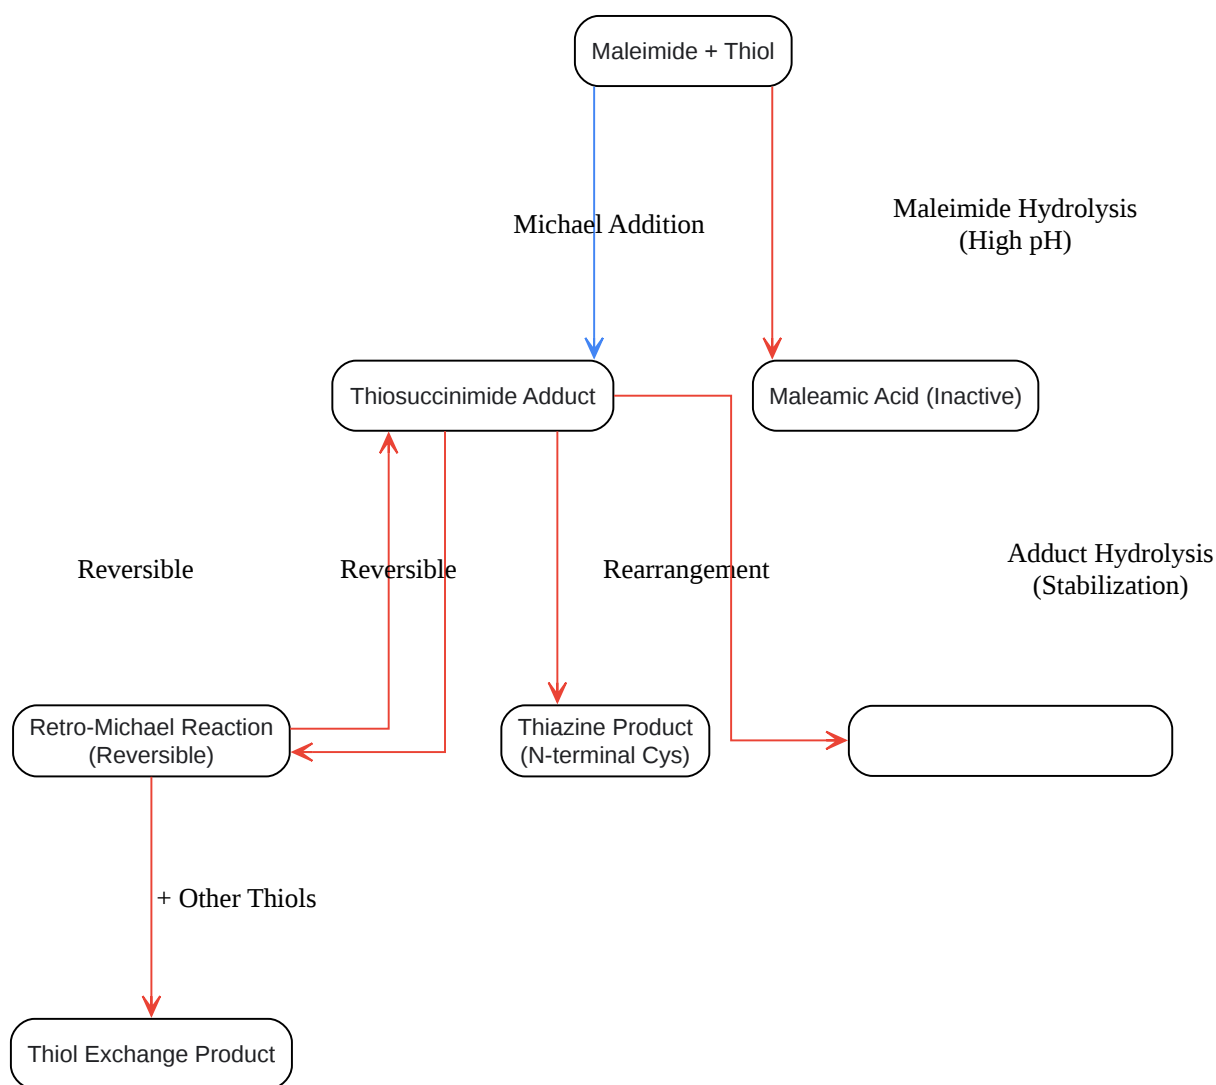 Maleimide + Thiol
Michael Addition
Maleimide Hydrolysis
(High pH)
Thiosuccinimide Adduct
Maleamic Acid (Inactive)
Reversible
Reversible
Rearrangement
Adduct Hydrolysis
(Stabilization)
Retro-Michael Reaction
(Reversible)
Thiazine Product
(N-terminal Cys)
+ Other Thiols
Thiol Exchange Product